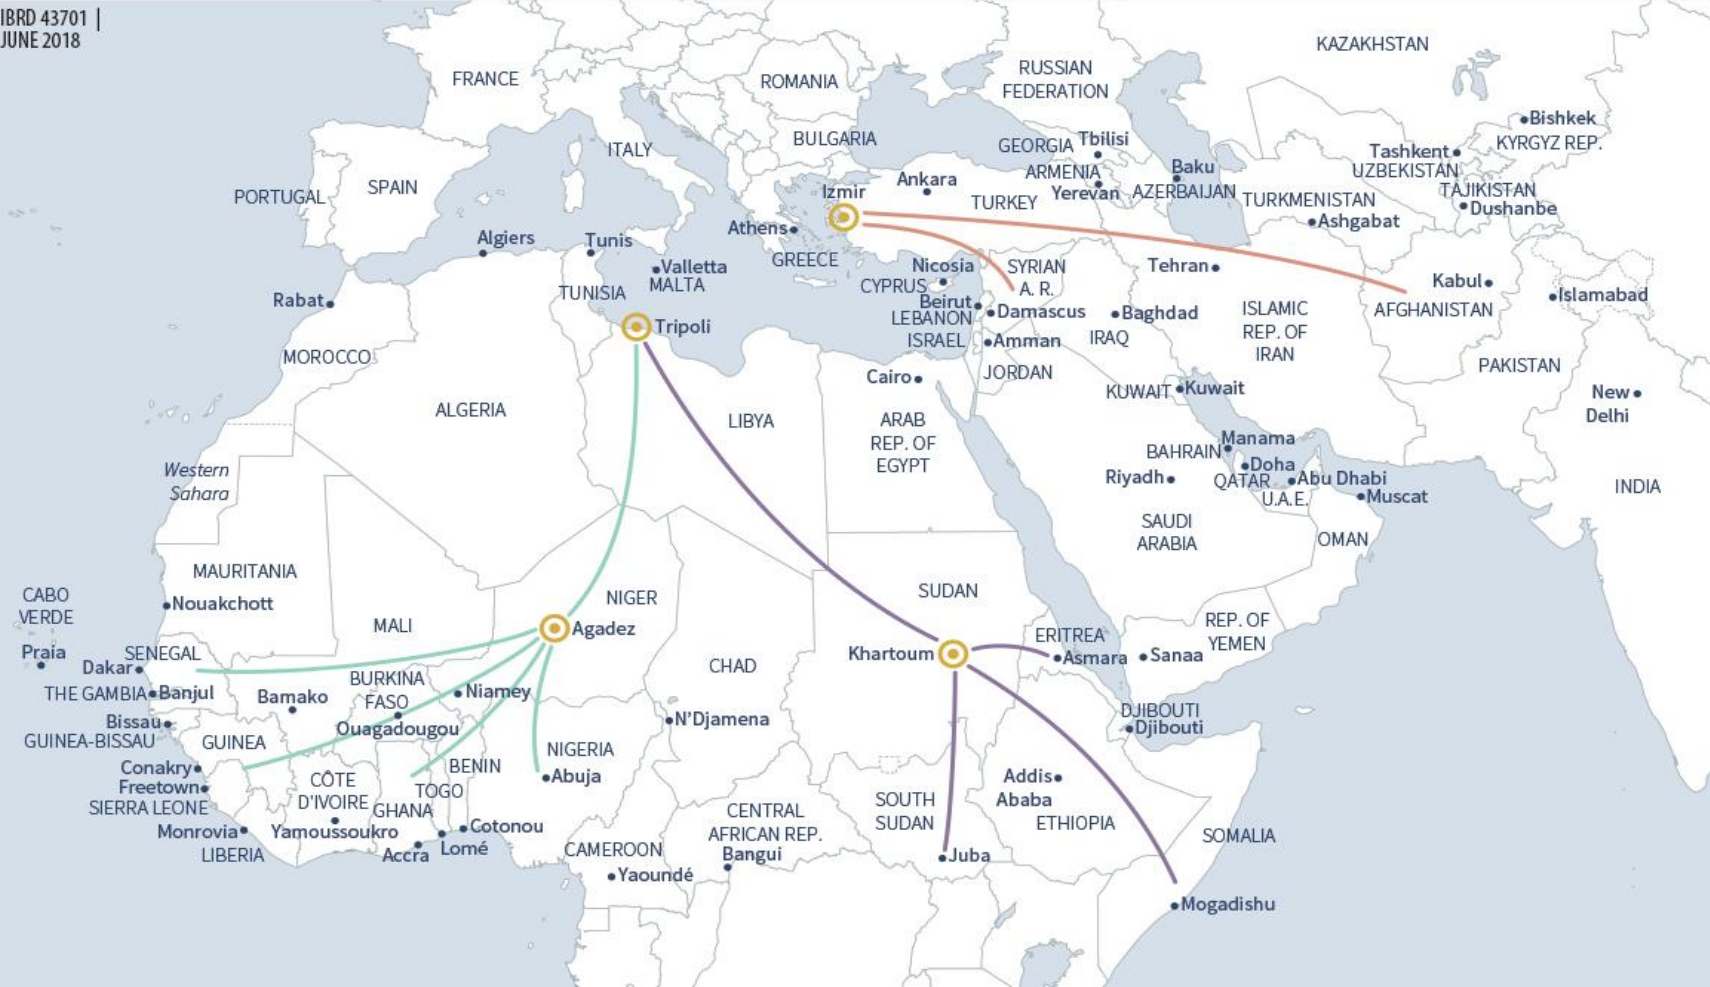 IBRD 43701 |
JUNE 2018
KAZAKHSTAN
FRANCE
ROMANIA
RUSSIAN
FEDERATION
Bishkek
KYRGYZ REP.
BULGARIA
ITALY
GEORGIA
Tbilisi
Tashkent
UZBEKISTAN
ARMENIA
Yerevan
Baku
AZERBAIJAN
TURKMENISTAN
Ashgabat
TAJIKISTAN
Dushanbe
PORTUGAL
SPAIN
Izmir
Ankara
TURKEY
Athens
GREECE
Algiers
Tunis
Valletta
MALTA
TUNISIA
Nicosia
CYPRUS
SYRIAN
A. R.
Tehran
Kabul
AFGHANISTAN
Islamabad
Rabat
Tripoli
Beirut
LEBANON
Damascus
Baghdad
IRAQ
ISLAMIC
REP. OF
IRAN
ISRAEL
Amman
JORDAN
MOROCCO
PAKISTAN
Cairo
KUWAIT
Kuwait
New
Delhi
ALGERIA
LIBYA
ARAB
REP. OF
EGYPT
BAHRAIN
Manama
Doha
QATAR
Abu Dhabi
U.A.E.
Muscat
Riyadh
INDIA
Western
Sahara
SAUDI
ARABIA
OMAN
MAURITANIA
Nouakchott
CABO
VERDE
Praia
MALI
NIGER
Agadez
SUDAN
Khartoum
ERITREA
Asmara
Sanaa
REP. OF
YEMEN
SENEGAL
Dakar
THE GAMBIA
Banjul
Bamako
BURKINA
FASO
Ouagadougou
Niamey
CHAD
N'Djamena
Bissau
GUINEA-BISSAU
GUINEA
Conakry
Freetown
SIERRA LEONE
Monrovia
LIBERIA
CÔTE
D'IVOIRE
Yamoussoukro
GHANA
Accra
TOGO
Lomé
BENIN
Cotonou
NIGERIA
Abuja
DJIBOUTI
Djibouti
Addis
Ababa
ETHIOPIA
SOUTH
SUDAN
Juba
SOMALIA
Mogadishu
CENTRAL
AFRICAN REP.
Bangui
CAMEROON
Yaoundé